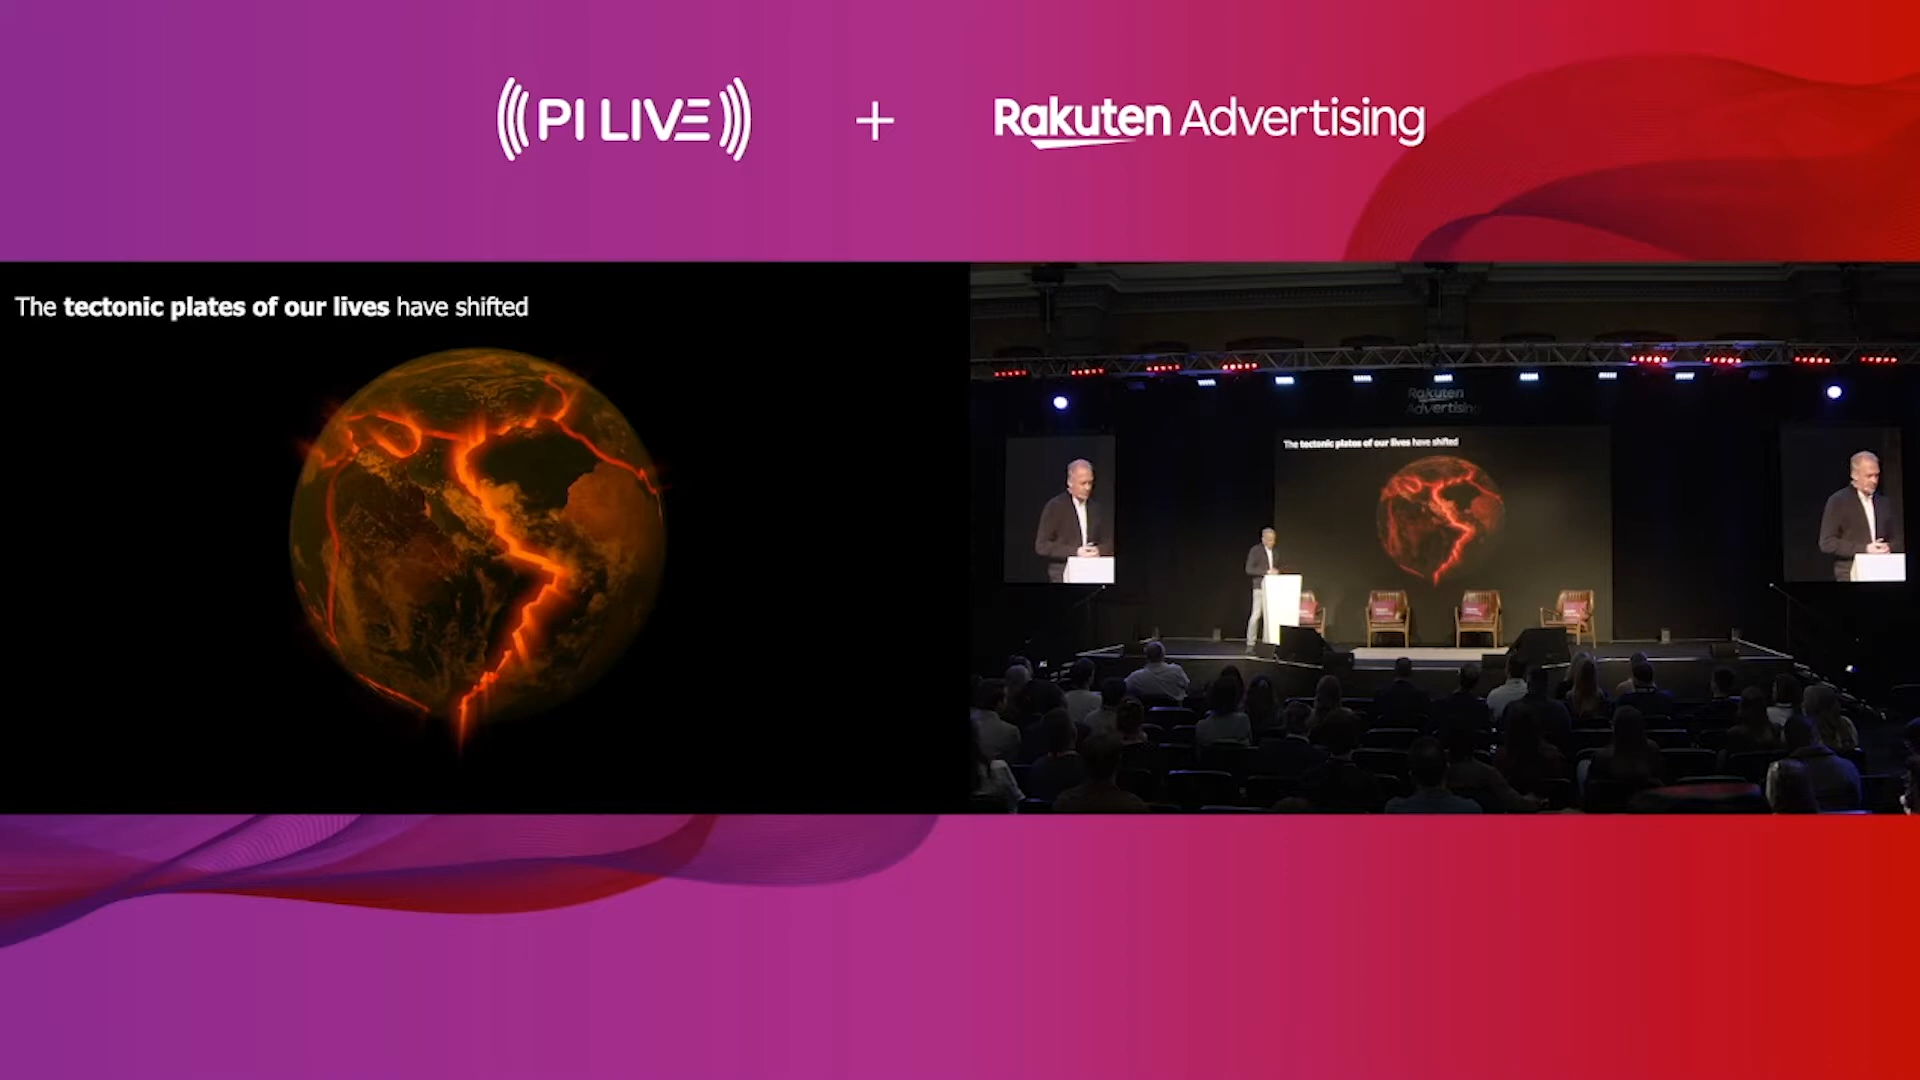 PI LIVE + Rakuten Advertising
The tectonic plates of our lives have shifted
Rakuten
Advertising
The tectonic plates of our lives have shifted